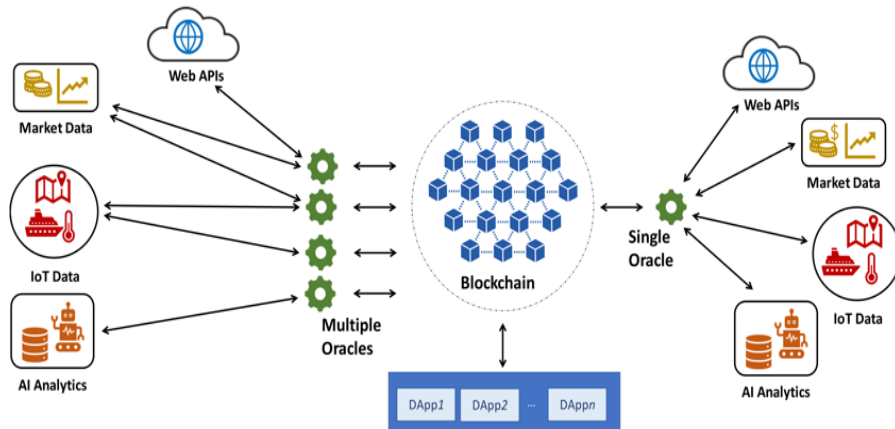 Web APIs
Market Data
IoT Data
AI Analytics
Multiple
Oracles
Blockchain
DApp1
DApp2
...
DAppn
Single
Oracle
Web APIs
$
Market Data
IoT Data
AI Analytics